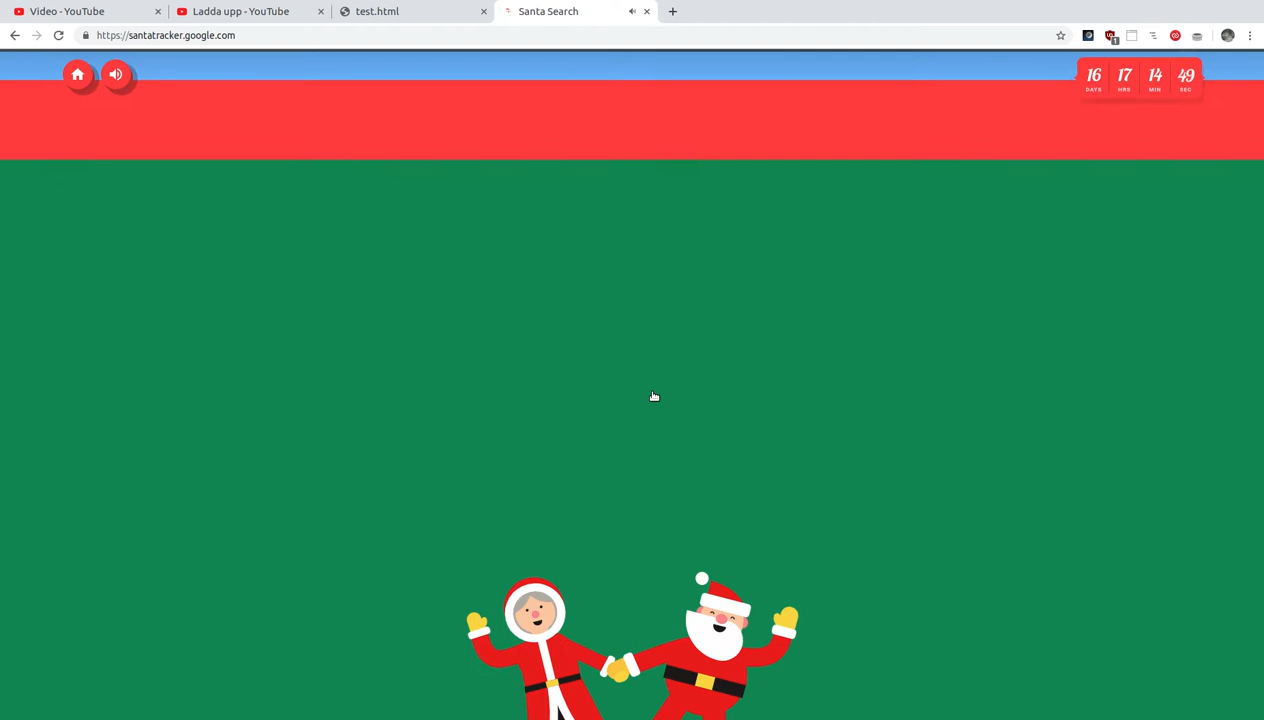 Video - YouTube
Ladda upp - YouTube
test.html
Santa Search
https://santatracker.google.com
1
16 17 14 49
DAYS HRS MIN SEC